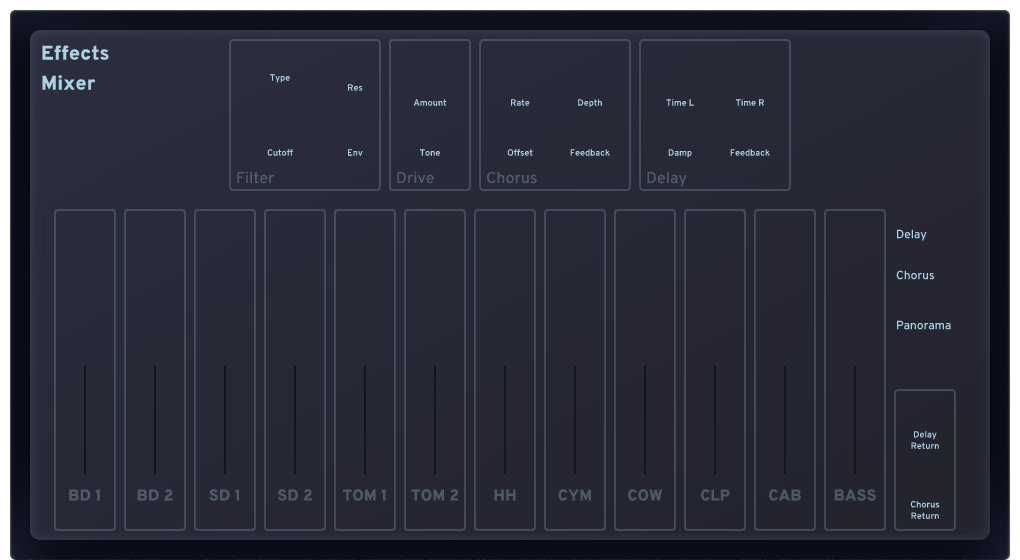 Effects
Mixer
Type
Res
Cutoff
Env
Filter
Amount
Tone
Drive
Rate
Depth
Offset
Feedback
Chorus
Time L
Time R
Damp
Feedback
Delay
BD 1
BD 2
SD 1
SD 2
TOM 1
TOM 2
HH
CYM
COW
CLP
CAB
BASS
Delay
Chorus
Panorama
Delay
Return
Chorus
Return